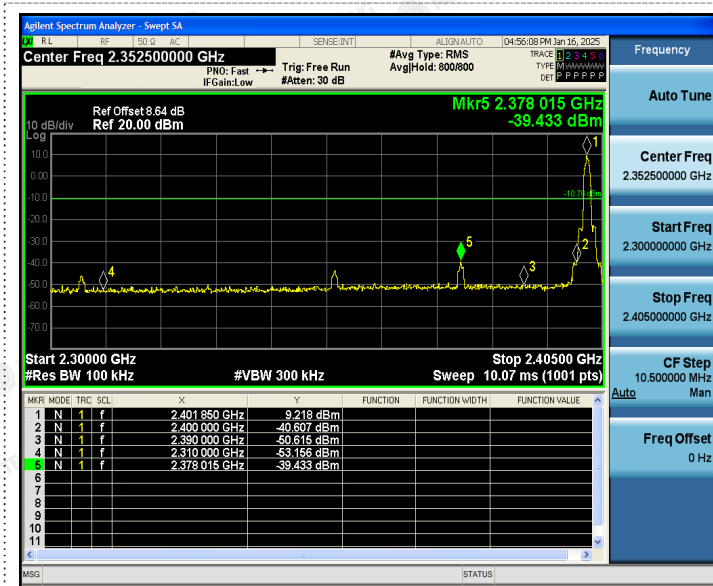 Agilent Spectrum Analyzer - Swept SA
RL RF 50 Ω AC SENSE:INT ALIGN AUTO 04:56:08 PM Jan 16, 2025
Center Freq 2.352500000 GHz
PNO: Fast
IFGain:Low
Trig: Free Run
#Atten: 30 dB
#Avg Type: RMS
Avg|Hold: 800/800
TRACE 1 2 3 4 5 6
TYPE M
DET P P P P P P
Mkr5 2.378 015 GHz
-39.433 dBm
Ref Offset 8.64 dB
10 dB/div Ref 20.00 dBm
Log
10.0
0.00
-10.0
-20.0
-30.0
-40.0
-50.0
-60.0
-70.0
-10.78 dBm
1
2
3
4
5
Start 2.30000 GHz Stop 2.40500 GHz
#Res BW 100 kHz #VBW 300 kHz Sweep 10.07 ms (1001 pts)
MKR MODE TRC SCL X Y FUNCTION FUNCTION WIDTH FUNCTION VALUE
1 N 1 f 2.401 850 GHz 9.218 dBm
2 N 1 f 2.400 000 GHz -40.607 dBm
3 N 1 f 2.390 000 GHz -50.615 dBm
4 N 1 f 2.310 000 GHz -53.156 dBm
5 N 1 f 2.378 015 GHz -39.433 dBm
6
7
8
9
10
11
MSG STATUS
Frequency
Auto Tune
Center Freq
2.352500000 GHz
Start Freq
2.300000000 GHz
Stop Freq
2.405000000 GHz
CF Step
10.500000 MHz
Auto Man
Freq Offset
0 Hz